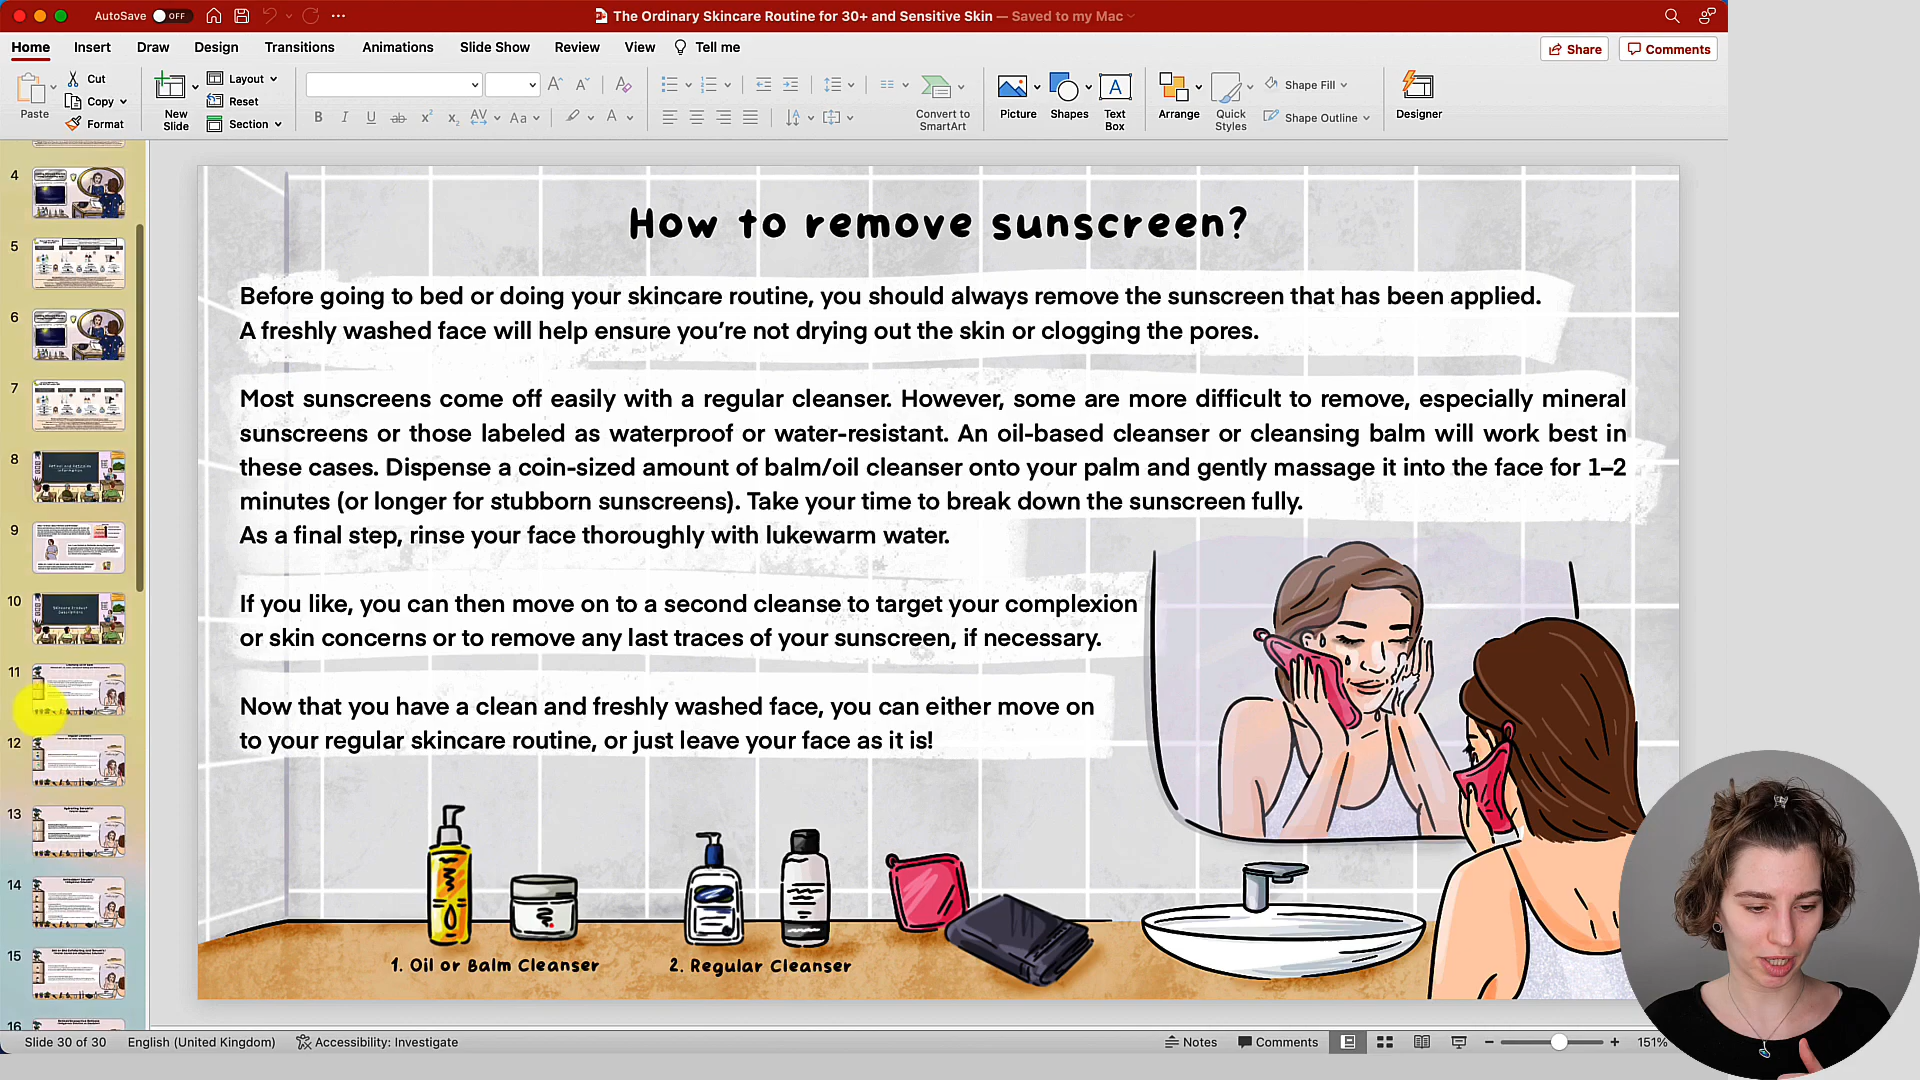 AutoSave OFF
The Ordinary Skincare Routine for 30+ and Sensitive Skin — Saved to my Mac
Home Insert Draw Design Transitions Animations Slide Show Review View Tell me
Share Comments
Paste
Cut
Copy
Format
New Slide
Layout
Reset
Section
B I U ab x² x₂ AV Aa A
Convert to SmartArt
Picture
Shapes
Text Box
Arrange
Quick Styles
Shape Fill
Shape Outline
Designer
4
5
6
7
8
9
10
11
12
13
14
15
16
How to remove sunscreen?
Before going to bed or doing your skincare routine, you should always remove the sunscreen that has been applied.
A freshly washed face will help ensure you're not drying out the skin or clogging the pores.
Most sunscreens come off easily with a regular cleanser. However, some are more difficult to remove, especially mineral
sunscreens or those labeled as waterproof or water-resistant. An oil-based cleanser or cleansing balm will work best in
these cases. Dispense a coin-sized amount of balm/oil cleanser onto your palm and gently massage it into the face for 1–2
minutes (or longer for stubborn sunscreens). Take your time to break down the sunscreen fully.
As a final step, rinse your face thoroughly with lukewarm water.
If you like, you can then move on to a second cleanse to target your complexion
or skin concerns or to remove any last traces of your sunscreen, if necessary.
Now that you have a clean and freshly washed face, you can either move on
to your regular skincare routine, or just leave your face as it is!
1. Oil or Balm Cleanser
2. Regular Cleanser
Slide 30 of 30 English (United Kingdom) Accessibility: Investigate
Notes Comments 151%